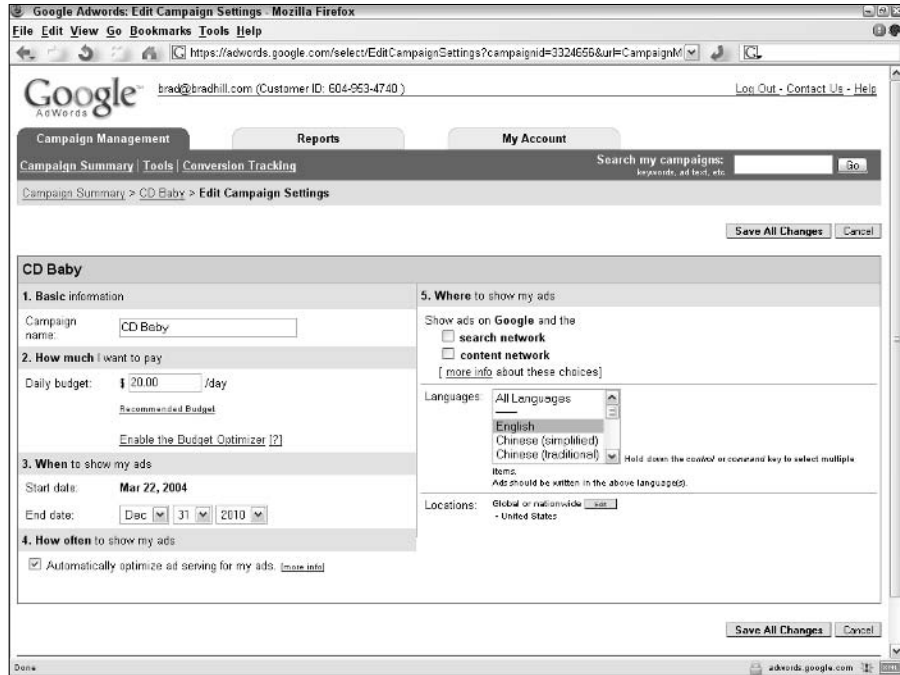 Google Adwords: Edit Campaign Settings - Mozilla Firefox
File Edit View Go Bookmarks Tools Help
https://adwords.google.com/select/EditCampaignSettings?campaignid=3324656&url=CampaignM
Google
AdWords
brad@bradhill.com (Customer ID: 604-953-4740 )
Log Out - Contact Us - Help
Campaign Management
Reports
My Account
Campaign Summary | Tools | Conversion Tracking
Search my campaigns:
keywords, ad text, etc
Go
Campaign Summary > CD Baby > Edit Campaign Settings
Save All Changes
Cancel
CD Baby
1. Basic information
Campaign
name:
CD Baby
2. How much I want to pay
Daily budget:
$ 20.00 /day
Recommended Budget
Enable the Budget Optimizer [?]
3. When to show my ads
Start date: Mar 22, 2004
End date: Dec 31 2010
4. How often to show my ads
Automatically optimize ad serving for my ads. [more info]
5. Where to show my ads
Show ads on Google and the
search network
content network
[ more info about these choices]
Languages:
All Languages
English
Chinese (simplified)
Chinese (traditional)
Hold down the control or command key to select multiple
items.
Ads should be written in the above language(s).
Locations:
Global or nationwide Edit
- United States
Save All Changes
Cancel
Done
adwords.google.com